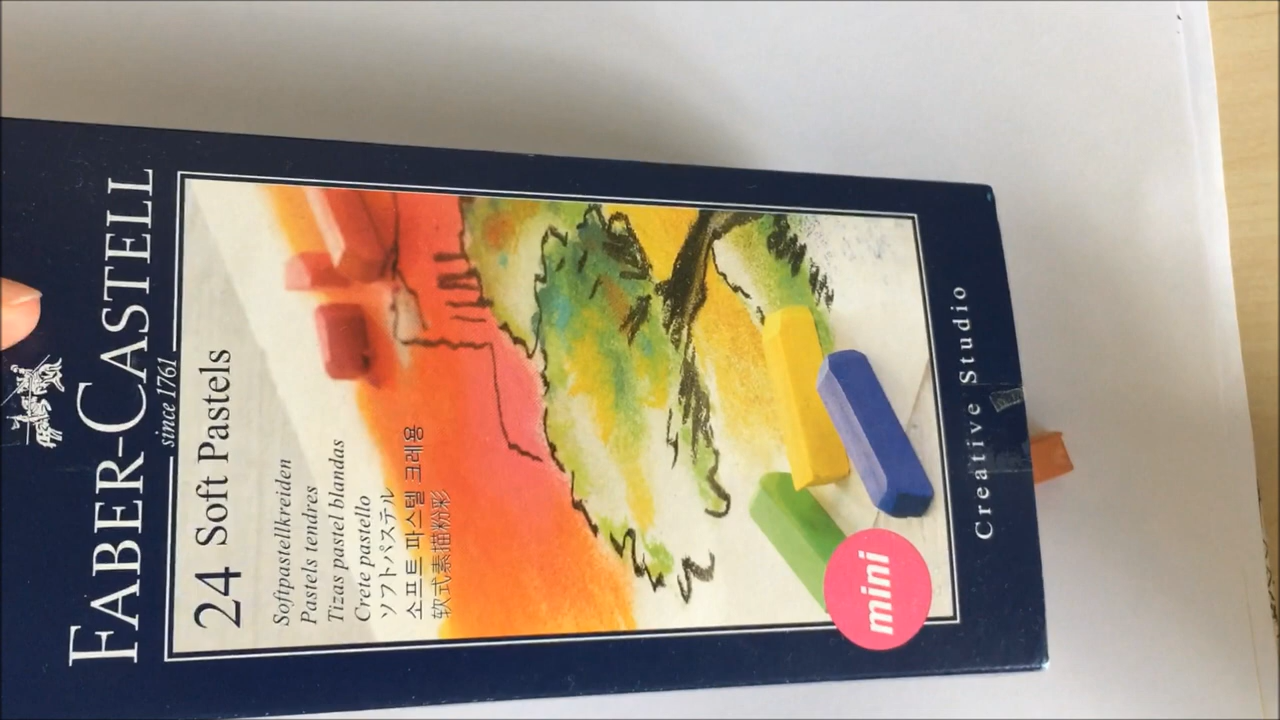 FABER-CASTELL
since 1761
24 Soft Pastels
Softpastellkreiden
Pastels tendres
Tizas pastel blandas
Crete pastello
ソフトパステル
소프트 파스텔 크레용
软式素描粉彩
mini
Creative Studio